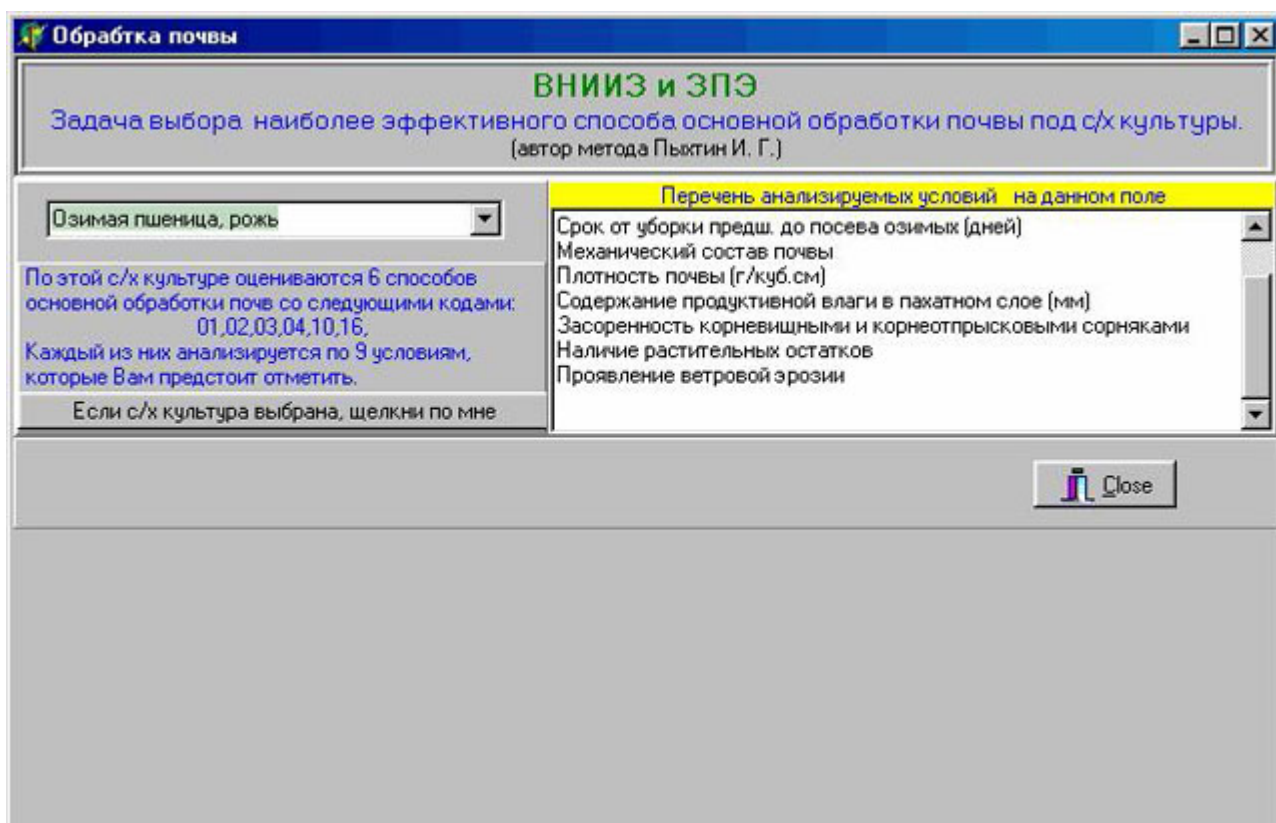 Обрабтка почвы
ВНИИЗ и ЗПЭ
Задача выбора наиболее эффективного способа основной обработки почвы под с/х культуры.
(автор метода Пыхтин И. Г.)
Озимая пшеница, рожь
По этой с/х культуре оцениваются 6 способов
основной обработки почв со следующими кодами:
01,02,03,04,10,16,
Каждый из них анализируется по 9 условиям,
которые Вам предстоит отметить.
Если с/х культура выбрана, щелкни по мне
Перечень анализируемых условий на данном поле
Срок от уборки предш. до посева озимых (дней)
Механический состав почвы
Плотность почвы (г/куб.см)
Содержание продуктивной влаги в пахатном слое (мм)
Засоренность корневищными и корнеотпрысковыми сорняками
Наличие растительных остатков
Проявление ветровой эрозии
Close